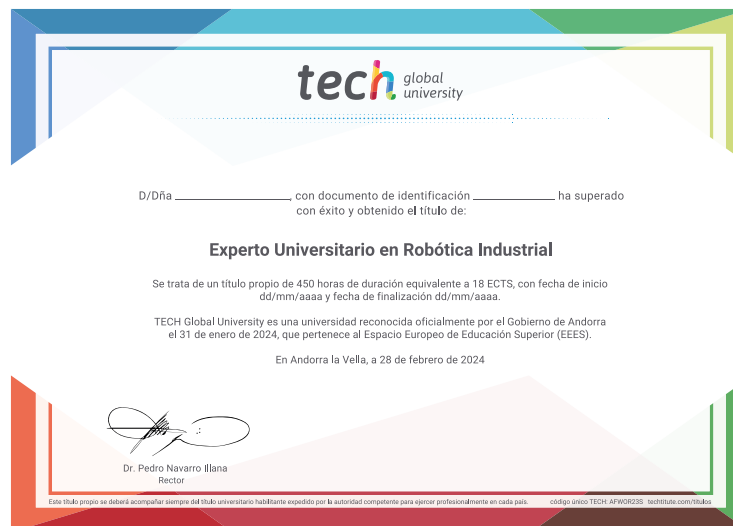 tech global university
D/Dña ________________, con documento de identificación ___________ ha superado
con éxito y obtenido el título de:
Experto Universitario en Robótica Industrial
Se trata de un título propio de 450 horas de duración equivalente a 18 ECTS, con fecha de inicio
dd/mm/aaaa y fecha de finalización dd/mm/aaaa.
TECH Global University es una universidad reconocida oficialmente por el Gobierno de Andorra
el 31 de enero de 2024, que pertenece al Espacio Europeo de Educación Superior (EEES).
En Andorra la Vella, a 28 de febrero de 2024
Dr. Pedro Navarro Illana
Rector
Este título propio se deberá acompañar siempre del título universitario habilitante expedido por la autoridad competente para ejercer profesionalmente en cada país. código único TECH: AFWOR23S techtitute.com/titulos